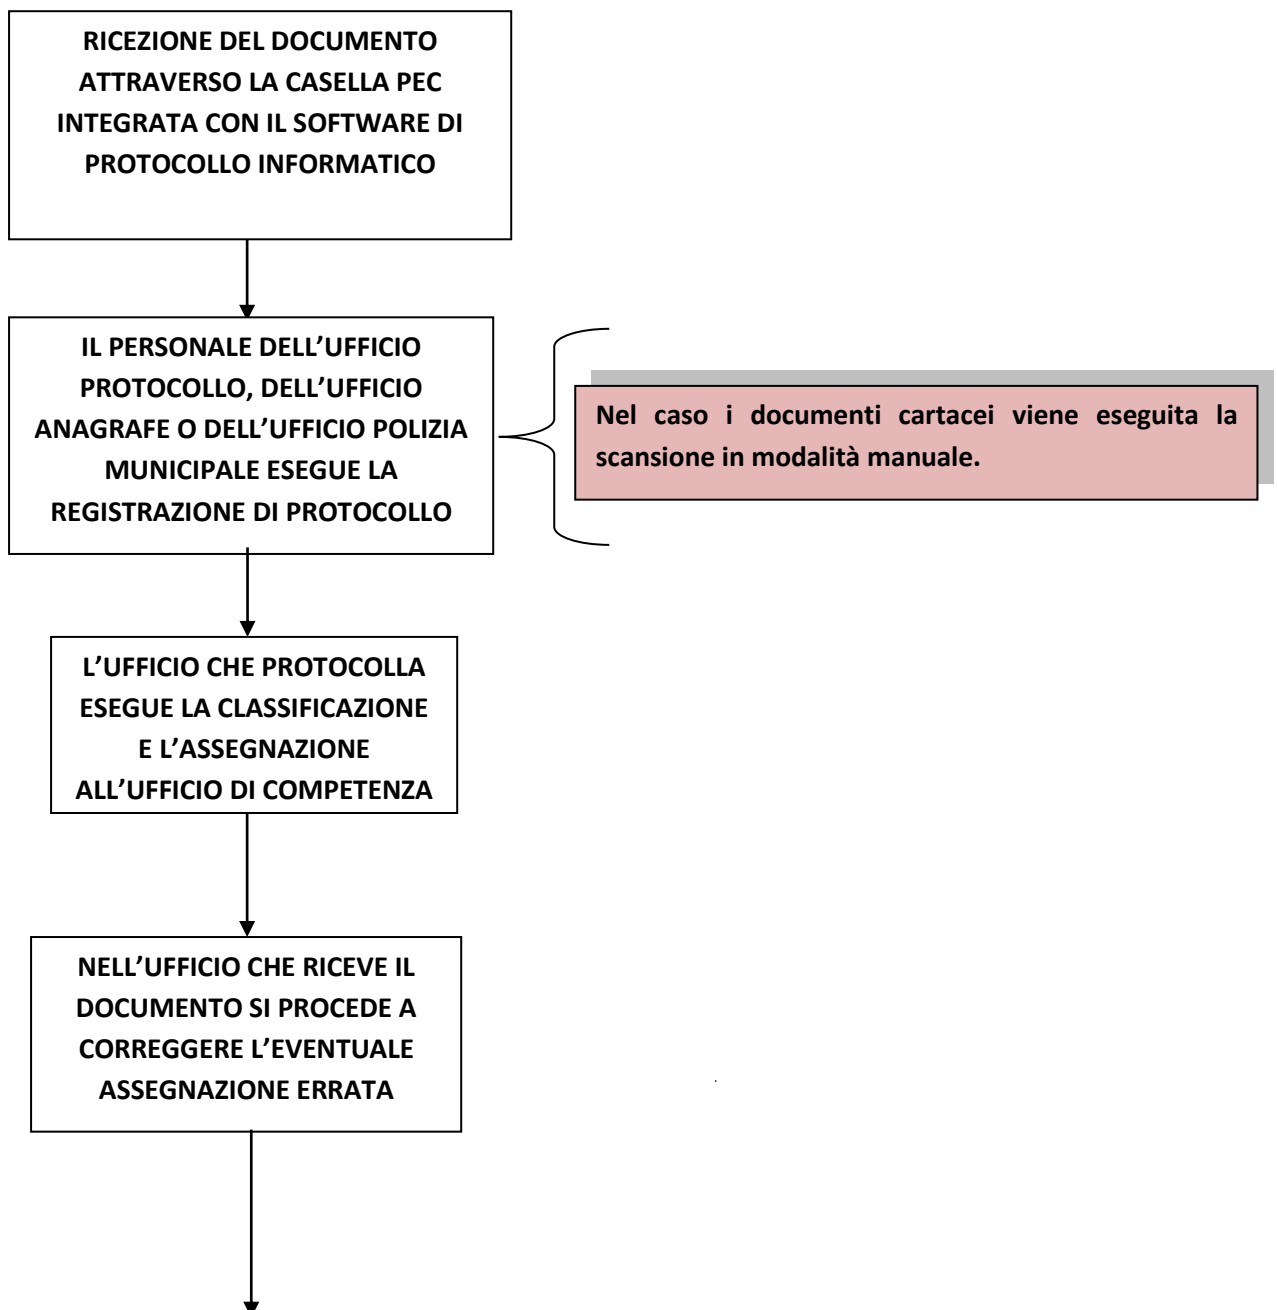 RICEZIONE DEL DOCUMENTO
ATTRAVERSO LA CASELLA PEC
INTEGRATA CON IL SOFTWARE DI
PROTOCOLLO INFORMATICO
IL PERSONALE DELL’UFFICIO
PROTOCOLLO, DELL’UFFICIO
ANAGRAFE O DELL’UFFICIO POLIZIA
MUNICIPALE ESEGUE LA
REGISTRAZIONE DI PROTOCOLLO
Nel caso i documenti cartacei viene eseguita la
scansione in modalità manuale.
L’UFFICIO CHE PROTOCOLLA
ESEGUE LA CLASSIFICAZIONE
E L’ASSEGNAZIONE
ALL’UFFICIO DI COMPETENZA
NELL’UFFICIO CHE RICEVE IL
DOCUMENTO SI PROCEDE A
CORREGGERE L’EVENTUALE
ASSEGNAZIONE ERRATA